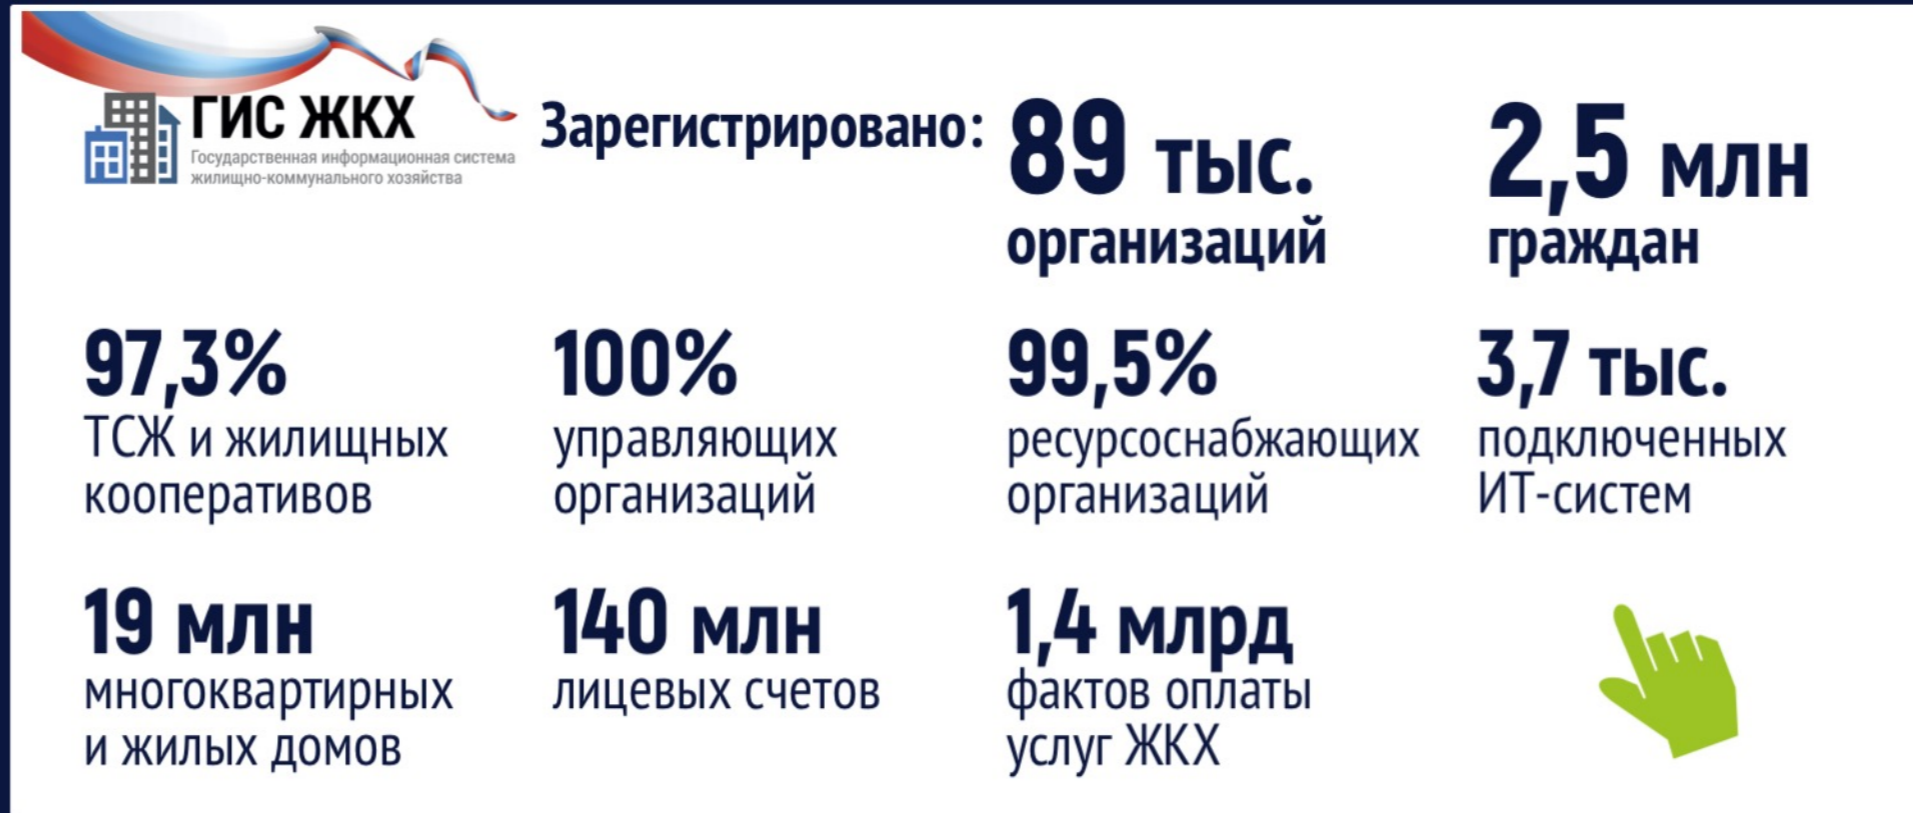 ГИС ЖКХ
Государственная информационная система
жилищно-коммунального хозяйства
Зарегистрировано:
89 тыс.
организаций
2,5 млн
граждан
97,3%
ТСЖ и жилищных
кооперативов
100%
управляющих
организаций
99,5%
ресурсоснабжающих
организаций
3,7 тыс.
подключенных
ИТ-систем
19 млн
многоквартирных
и жилых домов
140 млн
лицевых счетов
1,4 млрд
фактов оплаты
услуг ЖКХ